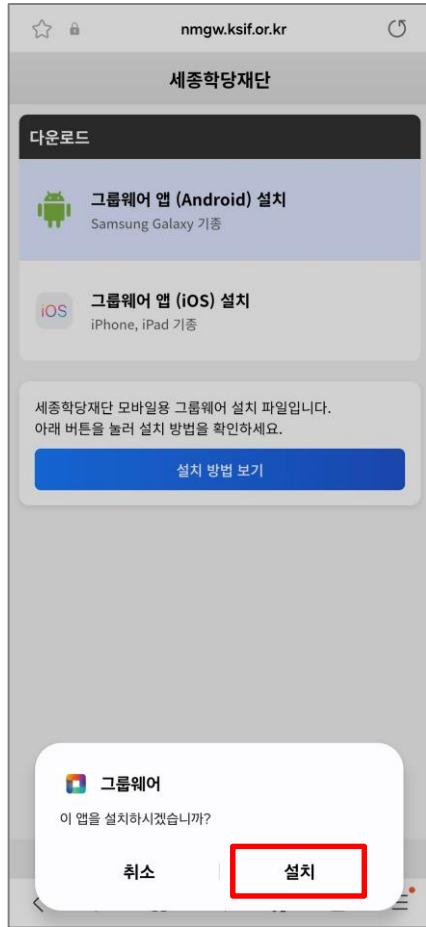 nmgw.ksif.or.kr
세종학당재단
다운로드
그룹웨어 앱 (Android) 설치
Samsung Galaxy 기종
iOS
그룹웨어 앱 (iOS) 설치
iPhone, iPad 기종
세종학당재단 모바일용 그룹웨어 설치 파일입니다.
아래 버튼을 눌러 설치 방법을 확인하세요.
설치 방법 보기
그룹웨어
이 앱을 설치하시겠습니까?
취소
설치